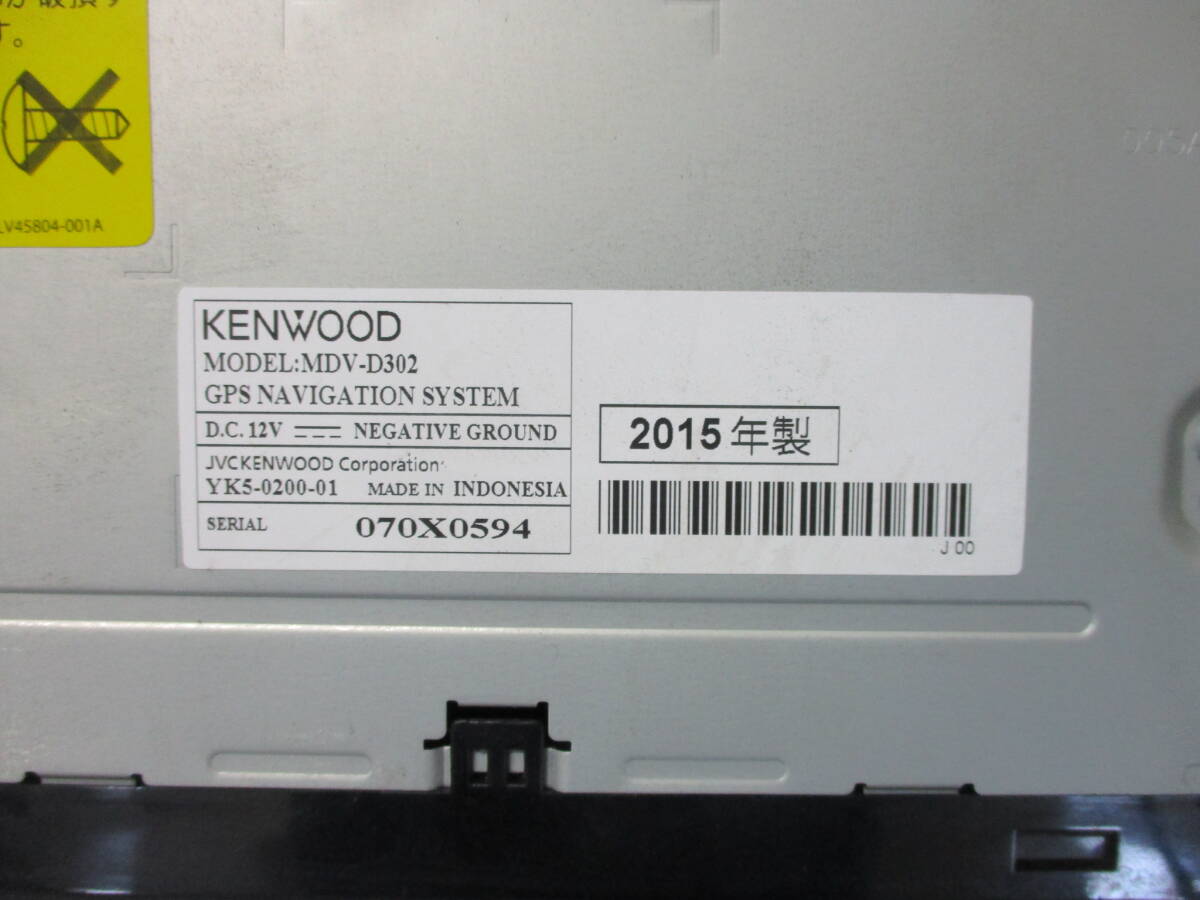 す。
LV45804-001A
KENWOOD
MODEL:MDV-D302
GPS NAVIGATION SYSTEM
D.C. 12V NEGATIVE GROUND
JVCKENWOOD Corporation
YK5-0200-01 MADE IN INDONESIA
SERIAL 070X0594
2015年製
J 00